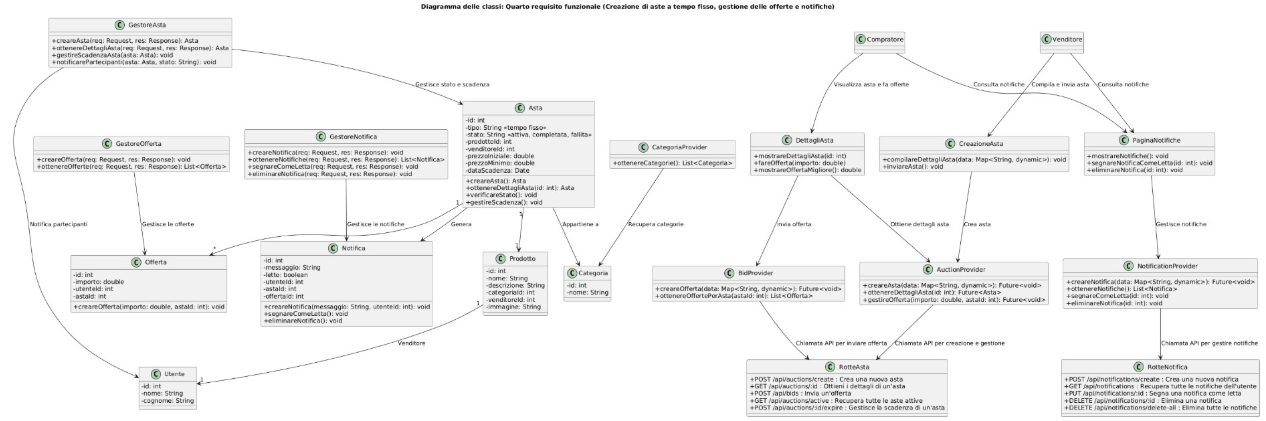 Diagramma delle classi: Quarto requisito funzionale (Creazione di aste a tempo fisso, gestione delle offerte e notifiche)
C GestoreAsta
+creareAsta(req: Request, res: Response): Asta
+ottenereDettagliAsta(req: Request, res: Response): Asta
+gestireScadenzaAsta(asta: Asta): void
+notificarePartecipanti(asta: Asta, stato: String): void
C Compratore
C Venditore
Gestisce stato e scadenza
Visualizza asta e fa offerte
Consulta notifiche
Compila e invia asta
Consulta notifiche
C Asta
-id: int
-tipo: String «tempo fisso»
-stato: String «attiva, completata, fallita»
-prodottoId: int
-venditoreId: int
-prezzoIniziale: double
-prezzoMinimo: double
-dataScadenza: Date
+creareAsta(): Asta
+ottenereDettagliAsta(id: int): Asta
+verificareStato(): void
+gestireScadenza(): void
C GestoreOfferta
+creareOfferta(req: Request, res: Response): void
+ottenereOfferte(req: Request, res: Response): List<Offerta>
C GestoreNotifica
+creareNotifica(req: Request, res: Response): void
+ottenereNotifiche(req: Request, res: Response): List<Notifica>
+segnareComeLetta(req: Request, res: Response): void
+eliminareNotifica(req: Request, res: Response): void
C CategoriaProvider
+ottenereCategorie(): List<Categoria>
C DettagliAsta
+mostrareDettagliAsta(id: int)
+fareOfferta(importo: double)
+mostrareOffertaMigliore(): double
C CreazioneAsta
+compilareDettagliAsta(data: Map<String, dynamic>): void
+inviareAsta(): void
C PaginaNotifiche
+mostrareNotifiche(): void
+segnareNotificaComeLetta(id: int): void
+eliminareNotifica(id: int): void
Notifica partecipanti
Gestisce le offerte
Gestisce le notifiche
1
*
Genera
1
1
Appartiene a
Recupera categorie
Invia offerta
Ottiene dettagli asta
Crea asta
Gestisce notifiche
C Offerta
-id: int
-importo: double
-utenteId: int
-astaId: int
+creareOfferta(importo: double, astaId: int): void
C Notifica
-id: int
-messaggio: String
-letto: boolean
-utenteId: int
-astaId: int
-offertaId: int
+creareNotifica(messaggio: String, utenteId: int): void
+segnareComeLetta(): void
+eliminareNotifica(): void
C Prodotto
-id: int
-nome: String
-descrizione: String
-categoriaId: int
-venditoreId: int
-immagine: String
C Categoria
-id: int
-nome: String
C BidProvider
+creareOfferta(data: Map<String, dynamic>): Future<void>
+ottenereOffertePerAsta(astaId: int): List<Offerta>
C AuctionProvider
+creareAsta(data: Map<String, dynamic>): Future<void>
+ottenereDettagliAsta(id: int): Future<Asta>
+gestireOfferta(importo: double, astaId: int): Future<void>
C NotificationProvider
+creareNotifica(data: Map<String, dynamic>): Future<void>
+ottenereNotifiche(): List<Notifica>
+segnareComeLetta(id: int): void
+eliminareNotifica(id: int): void
1
Venditore
1
Chiamata API per inviare offerta
Chiamata API per creazione e gestione
Chiamata API per gestire notifiche
C Utente
-id: int
-nome: String
-cognome: String
C RotteAsta
+POST /api/auctions/create : Crea una nuova asta
+GET /api/auctions/:id : Ottieni i dettagli di un'asta
+POST /api/bids : Invia un'offerta
+GET /api/auctions/active : Recupera tutte le aste attive
+POST /api/auctions/:id/expire : Gestisce la scadenza di un'asta
C RotteNotifica
+POST /api/notifications/create : Crea una nuova notifica
+GET /api/notifications : Recupera tutte le notifiche dell'utente
+PUT /api/notifications/:id : Segna una notifica come letta
+DELETE /api/notifications/:id : Elimina una notifica
+DELETE /api/notifications/delete-all : Elimina tutte le notifiche